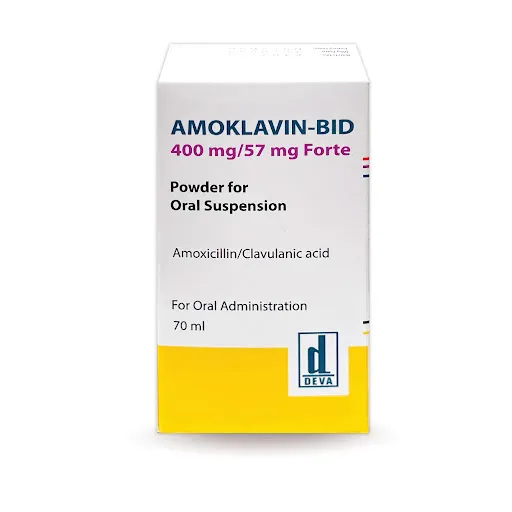 AMOKLAVIN-BID
400 mg/57 mg Forte
Powder for
Oral Suspension
Amoxicillin/Clavulanic acid
For Oral Administration
70 ml
d
DEVA